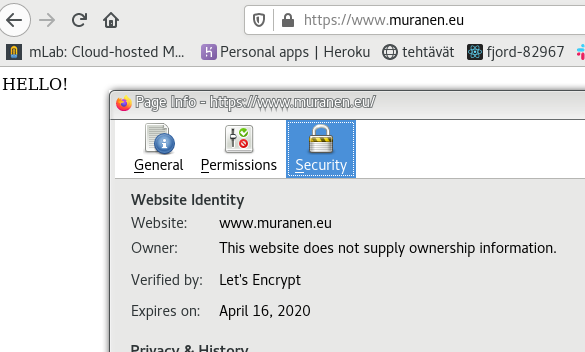 https://www.muranen.eu
mLab: Cloud-hosted M... Personal apps | Heroku tehtävät fjord-82967
HELLO!
Page Info - https://www.muranen.eu/
General Permissions Security
Website Identity
Website: www.muranen.eu
Owner: This website does not supply ownership information.
Verified by: Let's Encrypt
Expires on: April 16, 2020
Privacy & History